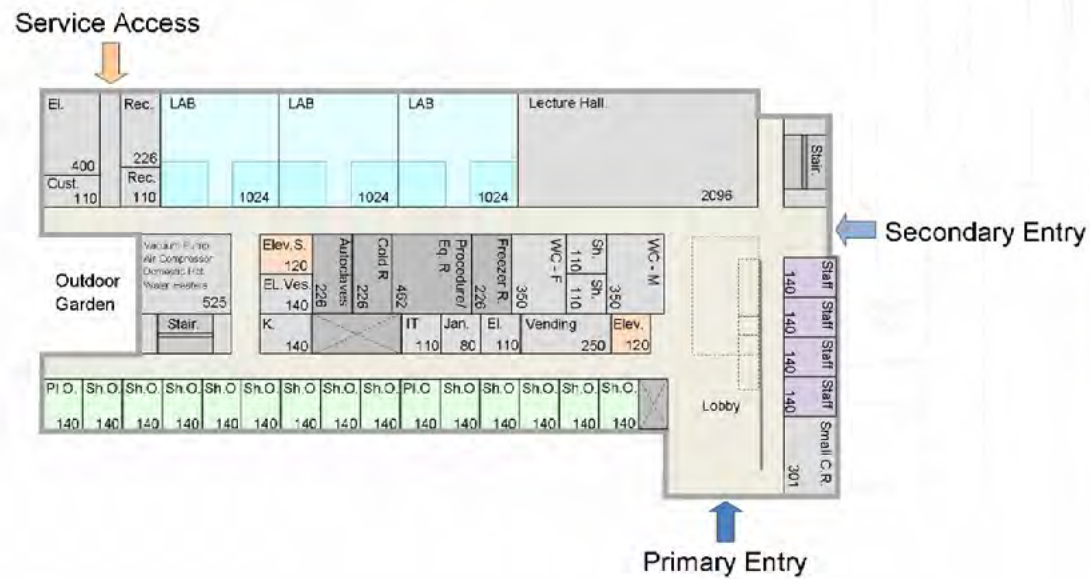 Service Access
El.
400
Cust.
110
Rec.
226
Rec.
110
LAB
1024
LAB
1024
LAB
1024
Lecture Hall
2096
Stair.
Secondary Entry
Outdoor
Garden
Vacuum Pump
Air Compressor
Domestic Hot
Water Heaters
525
Stair.
Elev. S.
120
EL.Ves.
140
Autoclaves
226
Cold R
226
Procedure/
Eq. R
462
Freezer R.
226
WC - F
350
Sh.
110
Sh.
110
WC - M
350
K.
140
IT
110
Jan.
80
El.
110
Vending
250
Elev.
120
Staff
140
Staff
140
Staff
140
Staff
140
Small C.R.
301
Lobby
PI.O.
140
Sh.O.
140
Sh.O.
140
Sh.O.
140
Sh.O
140
Sh.O.
140
Sh.O.
140
Sh.O.
140
Sh.O.
140
PI.O
140
Sh.O.
140
Sh.O.
140
Sh.O.
140
Sh.O.
140
Sh.O.
140
Primary Entry